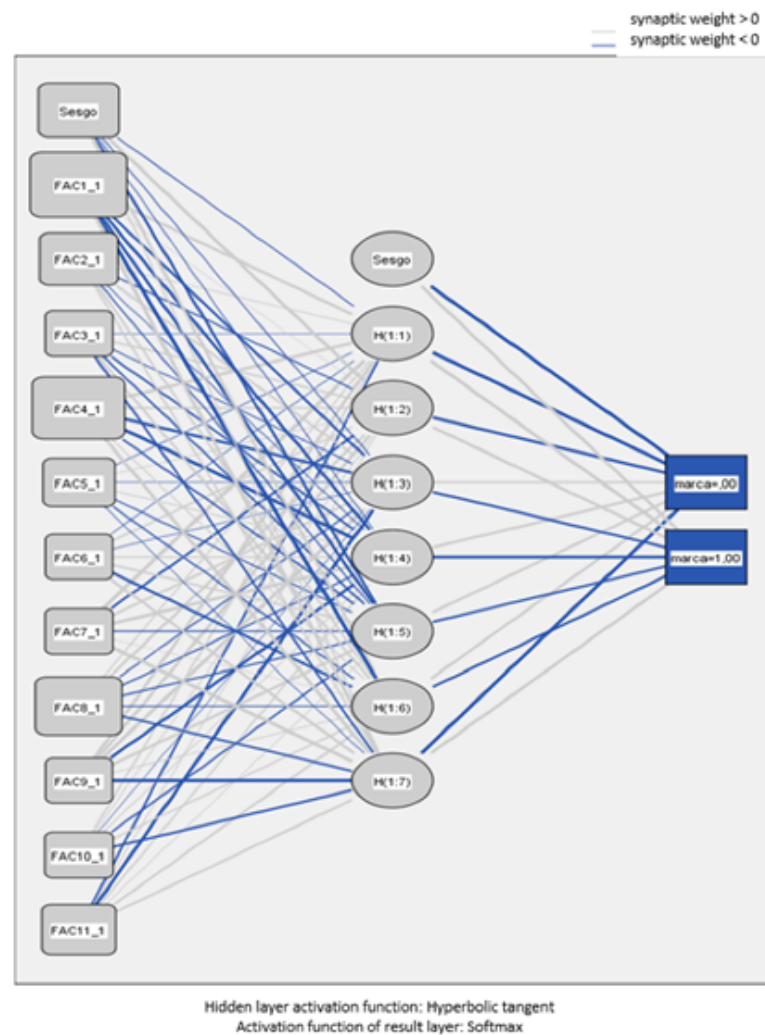 synaptic weight > 0
synaptic weight < 0
Sesgo
FAC1_1
FAC2_1
FAC3_1
FAC4_1
FAC5_1
FAC6_1
FAC7_1
FAC8_1
FAC9_1
FAC10_1
FAC11_1
Sesgo
H(1:1)
H(1:2)
H(1:3)
H(1:4)
H(1:5)
H(1:6)
H(1:7)
marca=,00
marca=1,00
Hidden layer activation function: Hyperbolic tangent
Activation function of result layer: Softmax